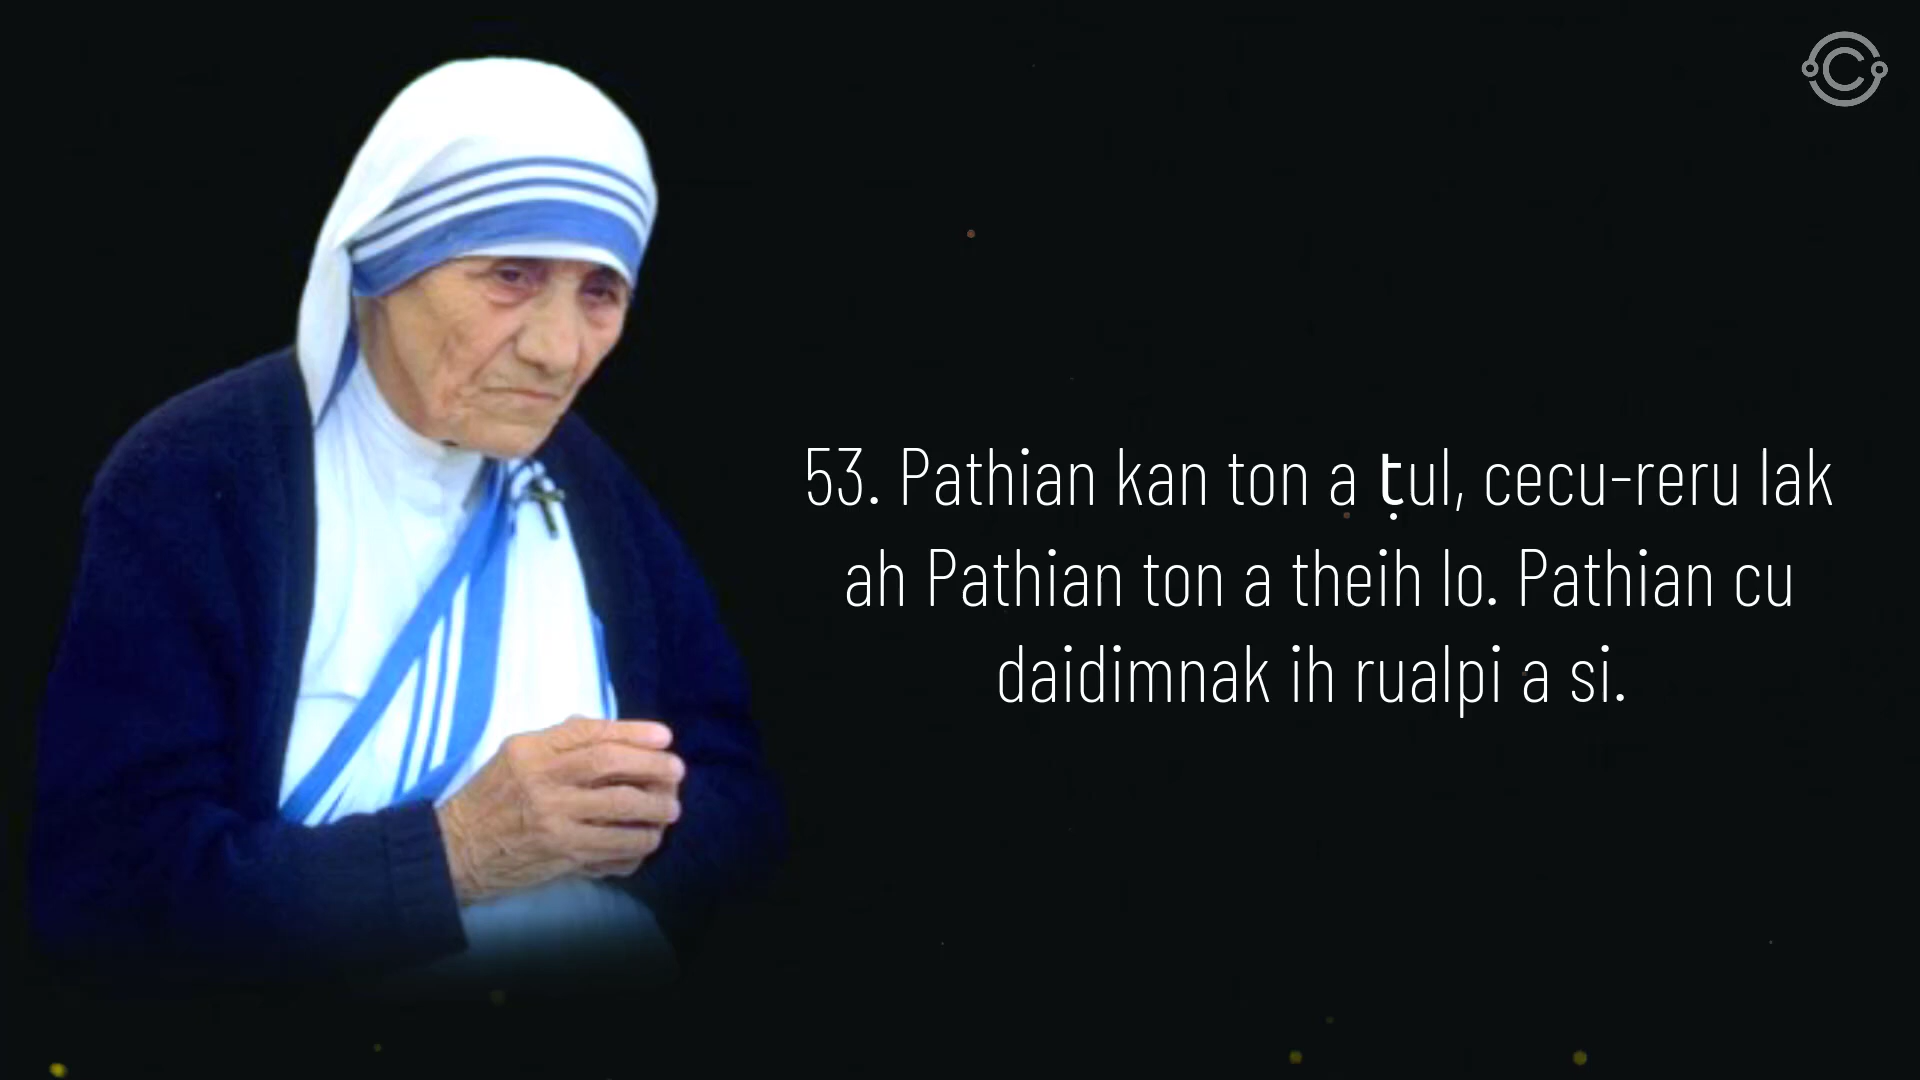 53. Pathian kan ton a ṭul, cecu-reru lak
ah Pathian ton a theih lo. Pathian cu
daidimnak ih rualpi a si.